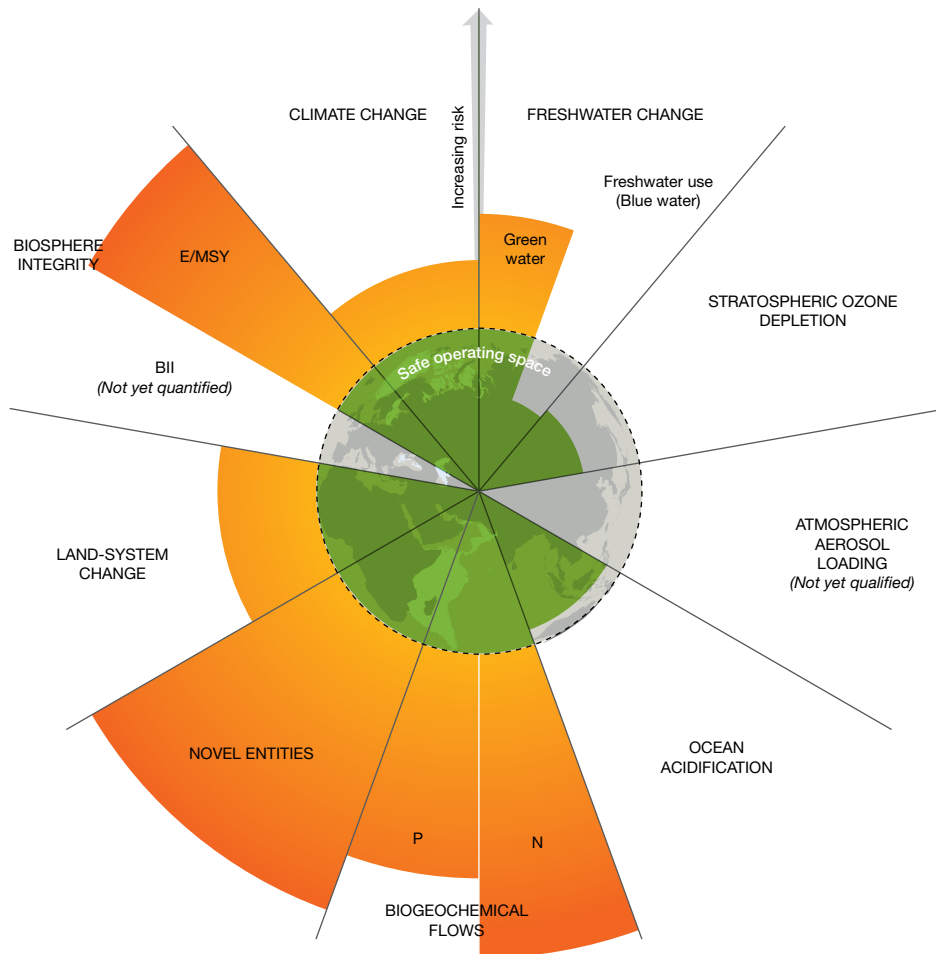 Increasing risk
CLIMATE CHANGE
FRESHWATER CHANGE
Freshwater use
(Blue water)
Green
water
BIOSPHERE
INTEGRITY
E/MSY
STRATOSPHERIC OZONE
DEPLETION
Safe operating space
BII
(Not yet quantified)
ATMOSPHERIC
AEROSOL
LOADING
(Not yet qualified)
LAND-SYSTEM
CHANGE
NOVEL ENTITIES
OCEAN
ACIDIFICATION
P
N
BIOGEOCHEMICAL
FLOWS